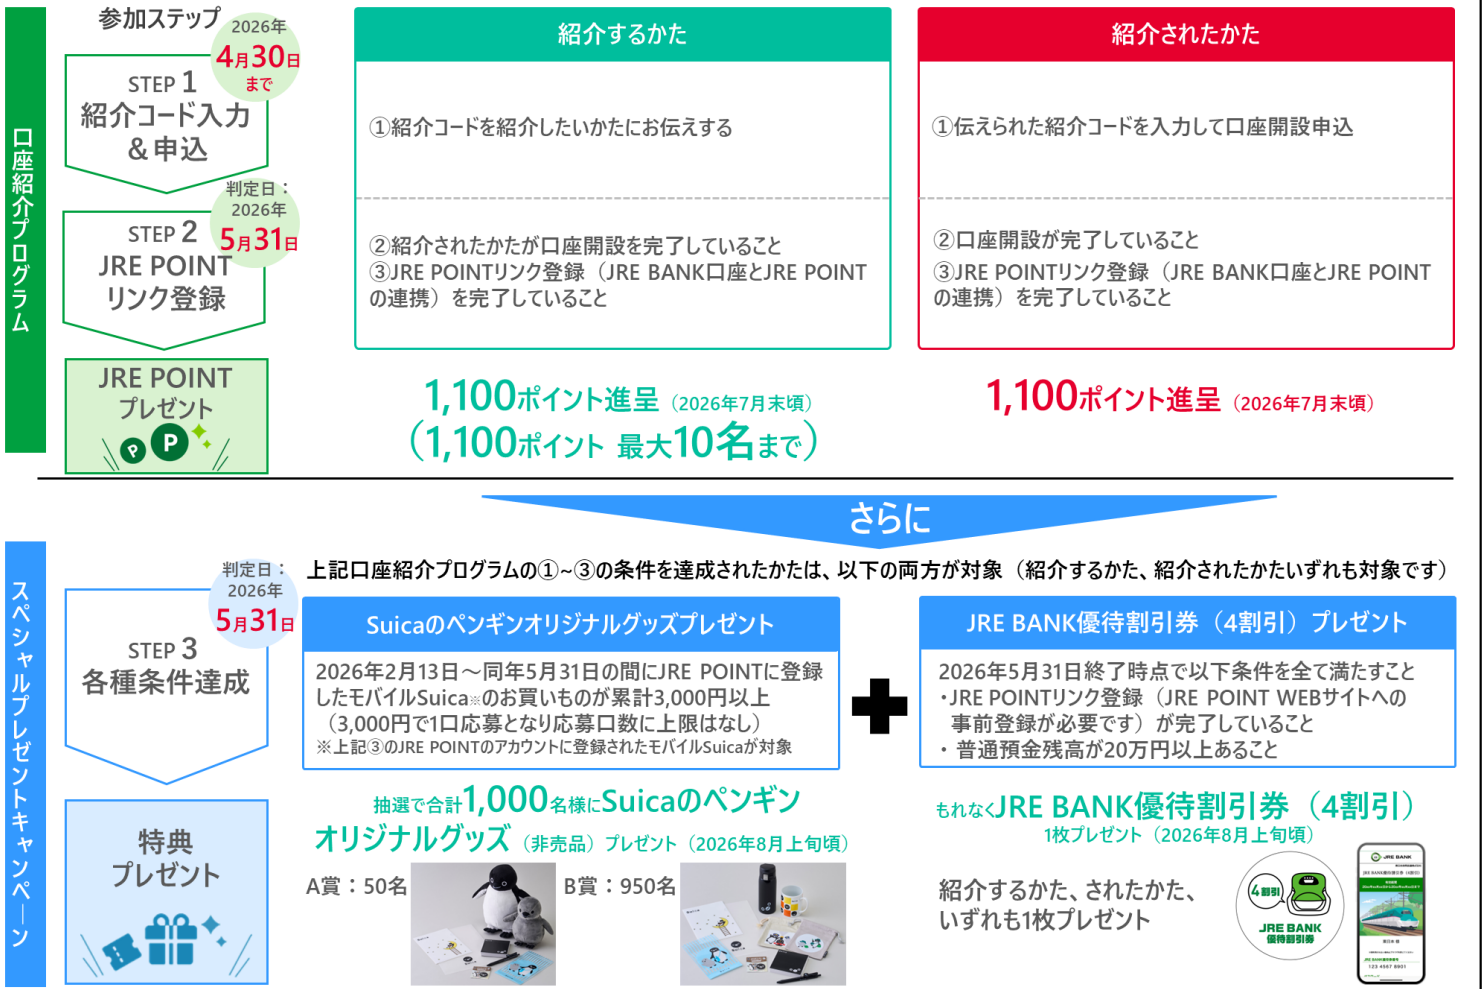 口座紹介プログラム
参加ステップ
2026年
4月30日
まで
STEP 1
紹介コード入力
&申込
判定日：
2026年
5月31日
STEP 2
JRE POINT
リンク登録
JRE POINT
プレゼント
P P
紹介するかた
①紹介コードを紹介したいかたにお伝えする
②紹介されたかたが口座開設を完了していること
③JRE POINTリンク登録（JRE BANK口座とJRE POINT
の連携）を完了していること
1,100ポイント進呈（2026年7月末頃）
（1,100ポイント 最大10名まで）
紹介されたかた
①伝えられた紹介コードを入力して口座開設申込
②口座開設が完了していること
③JRE POINTリンク登録（JRE BANK口座とJRE POINT
の連携）を完了していること
1,100ポイント進呈（2026年7月末頃）
さらに
スペシャルプレゼントキャンペーン
上記口座紹介プログラムの①~③の条件を達成されたかたは、以下の両方が対象（紹介するかた、紹介されたかたいずれも対象です）
判定日：
2026年
5月31日
STEP 3
各種条件達成
特典
プレゼント
Suicaのペンギンオリジナルグッズプレゼント
2026年2月13日～同年5月31日の間にJRE POINTに登録
したモバイルSuica※のお買いものが累計3,000円以上
（3,000円で1口応募となり応募口数に上限はなし）
※上記③のJRE POINTのアカウントに登録されたモバイルSuicaが対象
抽選で合計1,000名様にSuicaのペンギン
オリジナルグッズ（非売品）プレゼント（2026年8月上旬頃）
A賞：50名
B賞：950名
JRE BANK優待割引券（4割引）プレゼント
2026年5月31日終了時点で以下条件を全て満たすこと
・JRE POINTリンク登録（JRE POINT WEBサイトへの
事前登録が必要です）が完了していること
・普通預金残高が20万円以上あること
もれなくJRE BANK優待割引券（4割引）
1枚プレゼント（2026年8月上旬頃）
紹介するかた、されたかた、
いずれも1枚プレゼント
4割引
JRE BANK
優待割引券
JRE BANK
JRE BANK優待割引券（4割引）
123 4567 8901